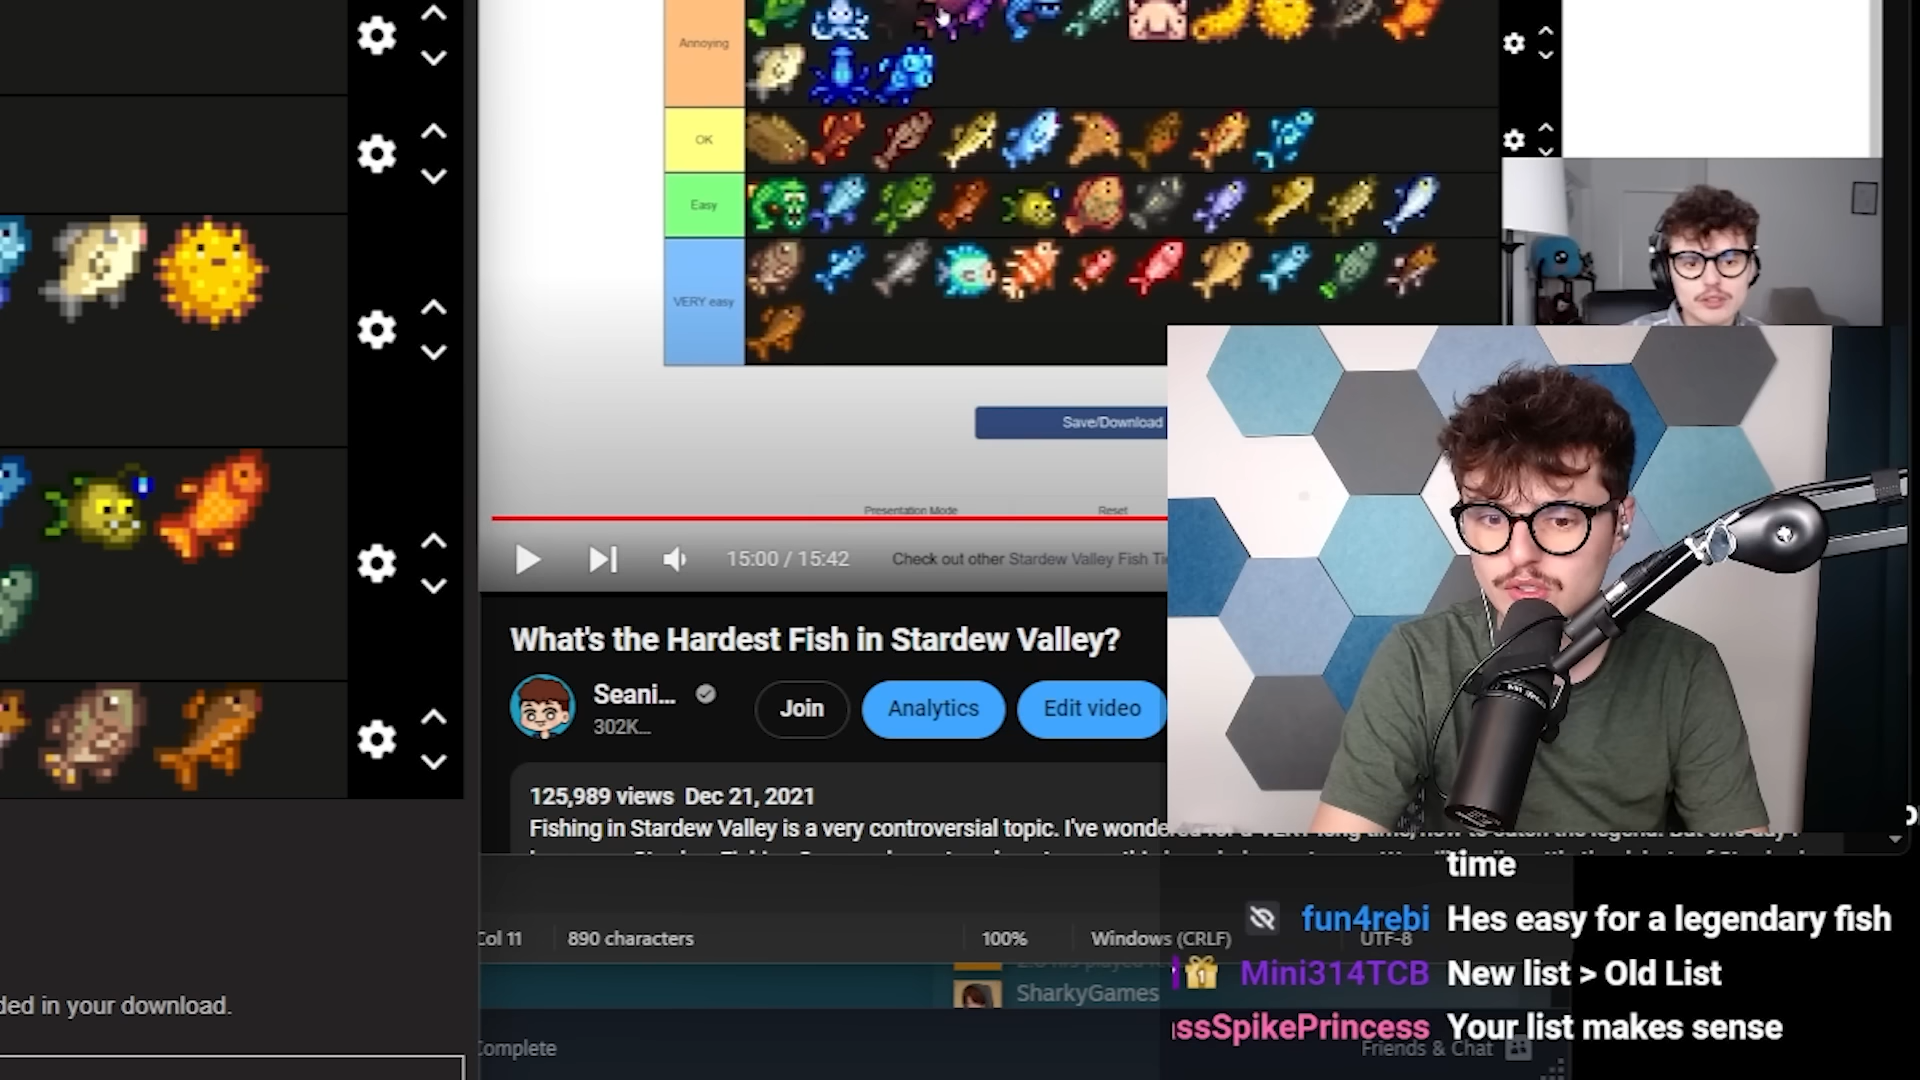 Annoying
OK
Easy
VERY easy
Save/Download
Presentation Mode
Reset
15:00 / 15:42
Check out other Stardew Valley Fish
What's the Hardest Fish in Stardew Valley?
Seani...
302K...
Join
Analytics
Edit video
125,989 views Dec 21, 2021
Fishing in Stardew Valley is a very controversial topic. I've
time
fun4rebi Hes easy for a legendary fish
Col 11
890 characters
100%
Windows (CRLF)
UTF-8
1
Mini314TCB New list > Old List
SharkyGames
ded in your download.
ssSpikePrincess Your list makes sense
Complete
Friends & Chat